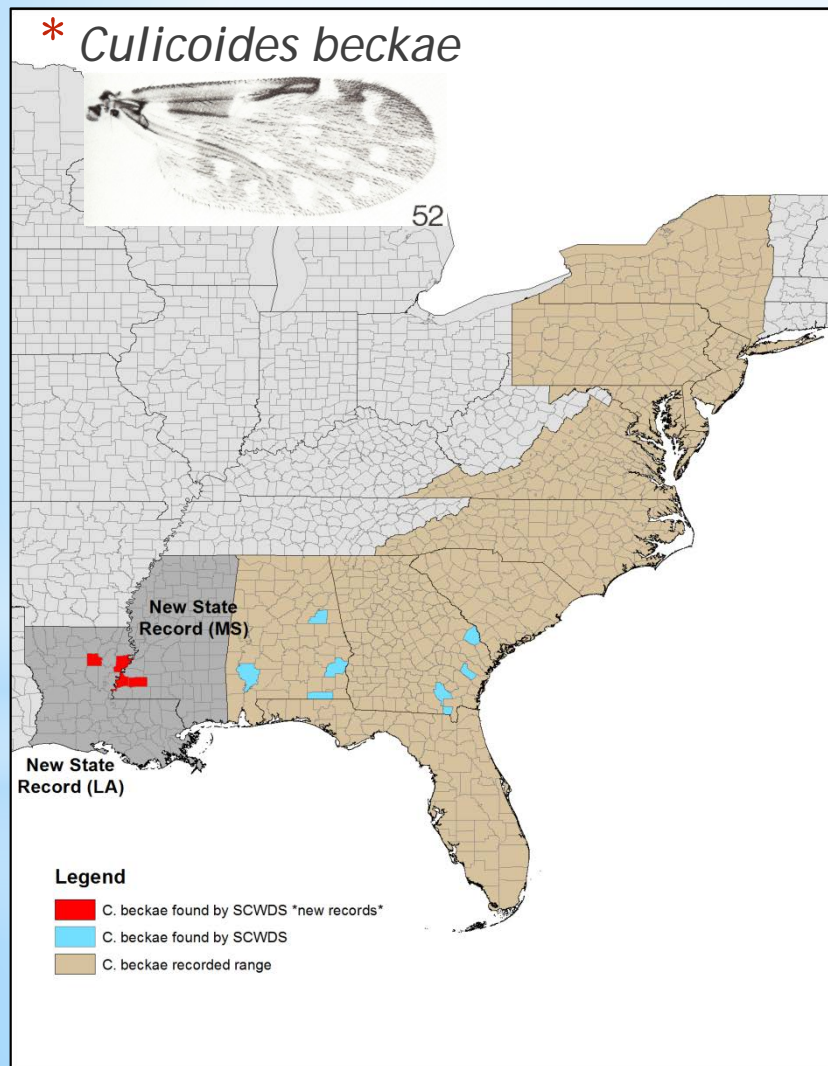 * Culicoides beckae
52
New State
Record (MS)
New State
Record (LA)
Legend
C. beckae found by SCWDS *new records*
C. beckae found by SCWDS
C. beckae recorded range